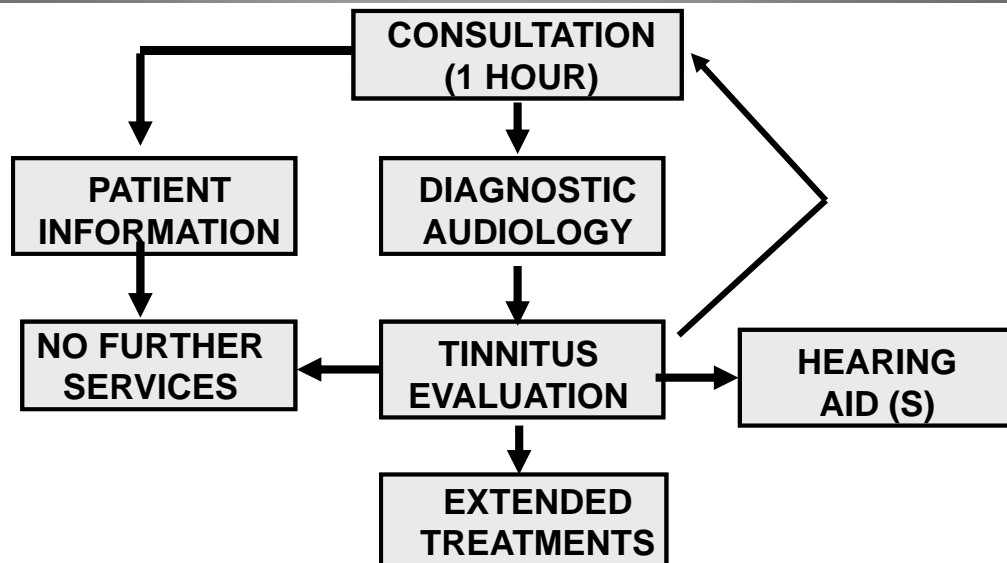 CONSULTATION
(1 HOUR)
PATIENT
INFORMATION
DIAGNOSTIC
AUDIOLOGY
NO FURTHER
SERVICES
TINNITUS
EVALUATION
HEARING
AID (S)
EXTENDED
TREATMENTS